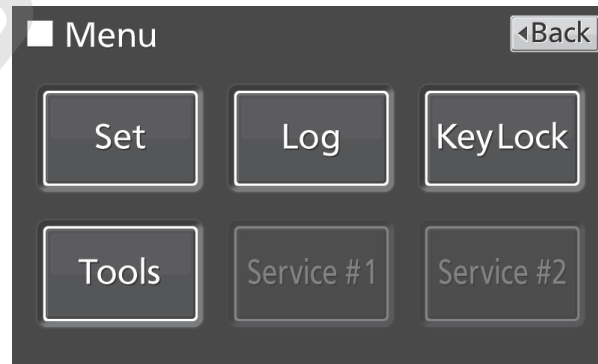 Menu
◂Back
Set
Log
KeyLock
Tools
Service #1
Service #2